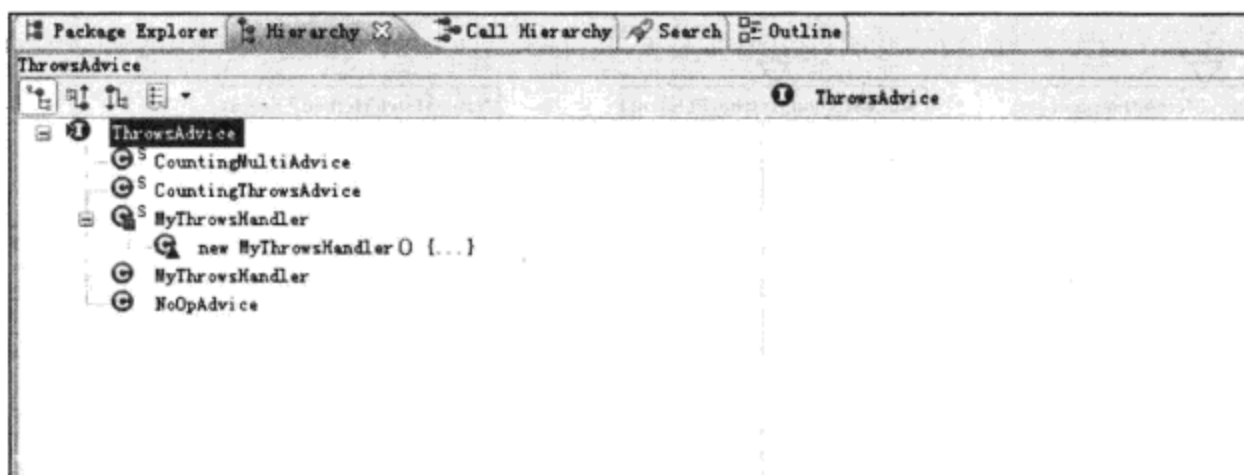 Package Explorer Hierarchy Call Hierarchy Search Outline
ThrowsAdvice
ThrowsAdvice
ThrowsAdvice
CountingMultiAdvice
CountingThrowsAdvice
MyThrowsHandler
new MyThrowsHandler() {...}
MyThrowsHandler
NoOpAdvice